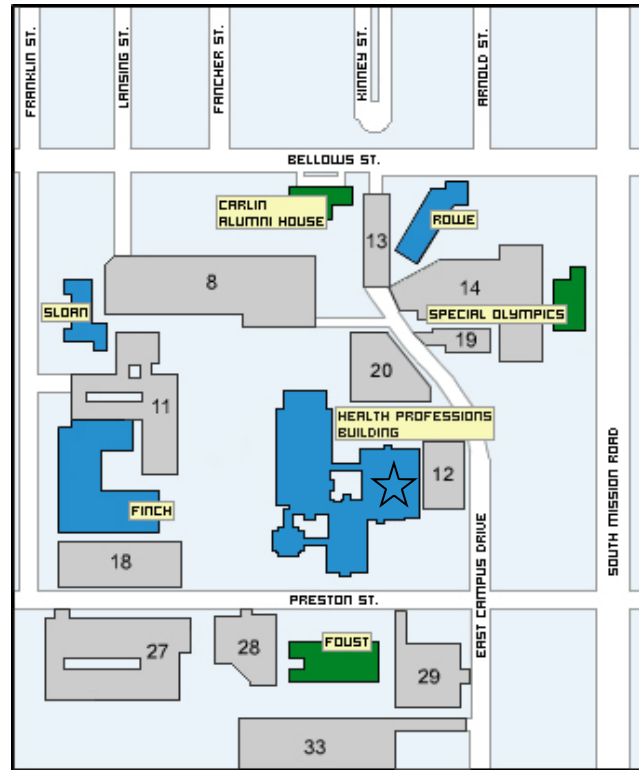 FRANKLIN ST.
LANSING ST.
FANCHER ST.
KINNEY ST.
ARNOLD ST.
BELLOWS ST.
CARLIN
ALUMNI HOUSE
ROWE
13
8
14
SLOAN
SPECIAL OLYMPICS
19
20
11
HEALTH PROFESSIONS
BUILDING
12
FINCH
SOUTH MISSION ROAD
18
EAST CAMPUS DRIVE
PRESTON ST.
27
28
FOUST
29
33